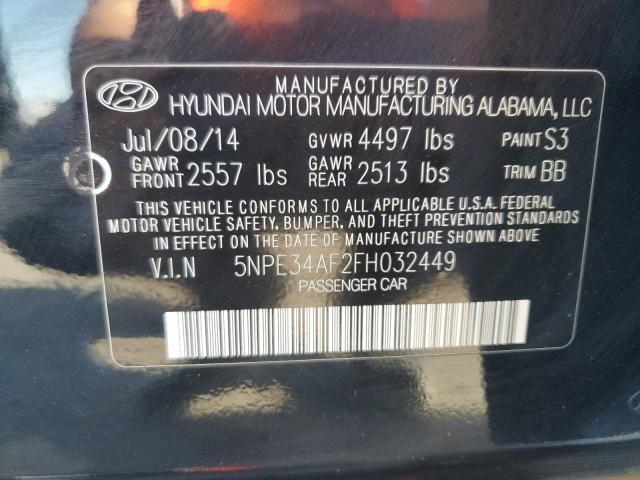 MANUFACTURED BY
HYUNDAI MOTOR MANUFACTURING ALABAMA, LLC
Jul/08/14 GVWR 4497 lbs PAINT S3
GAWR FRONT 2557 lbs GAWR REAR 2513 lbs TRIM BB
THIS VEHICLE CONFORMS TO ALL APPLICABLE U.S.A. FEDERAL
MOTOR VEHICLE SAFETY, BUMPER, AND THEFT PREVENTION STANDARDS
IN EFFECT ON THE DATE OF MANUFACTURE SHOWN ABOVE.
V.I.N 5NPE34AF2FH032449
PASSENGER CAR